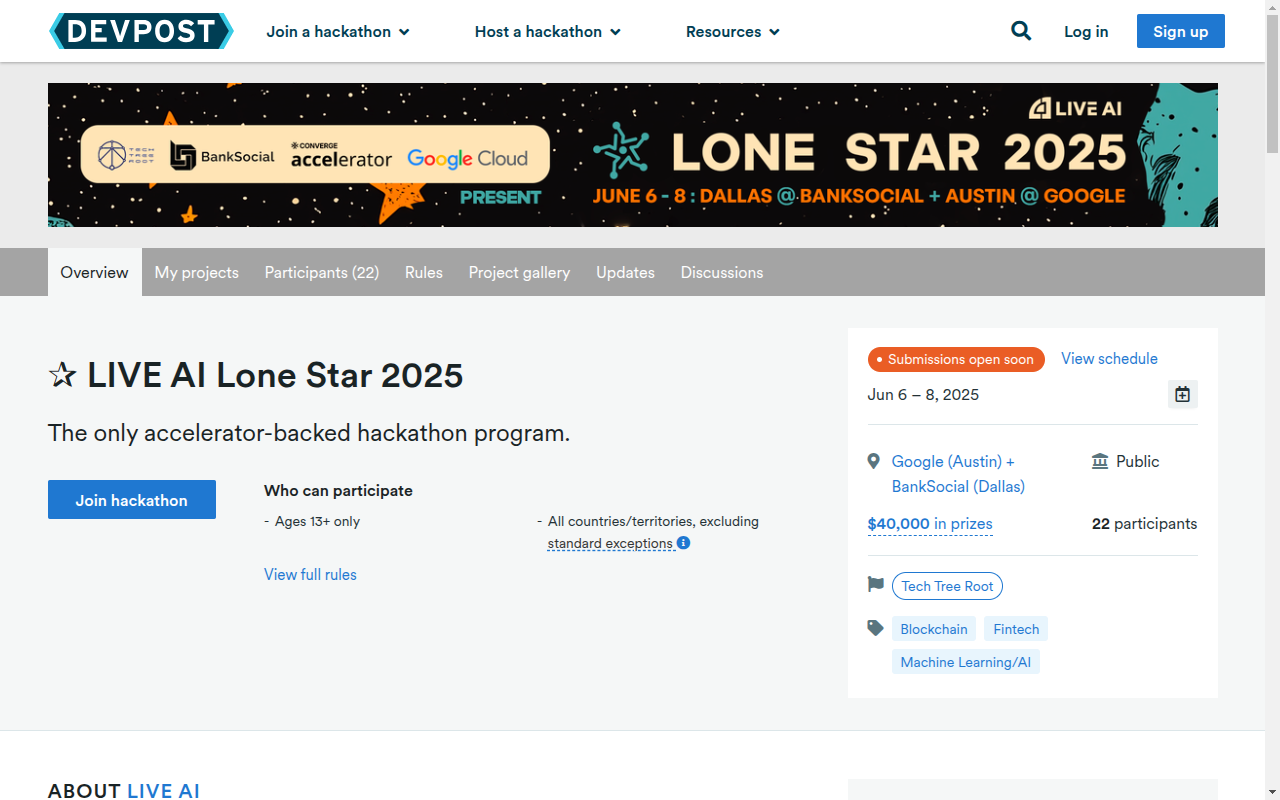 DEVPOST
Join a hackathon
Host a hackathon
Resources
Log in
Sign up
TECH TREE ROOT
BankSocial
CONVERGE
accelerator
Google Cloud
PRESENT
LIVE AI
LONE STAR 2025
JUNE 6 - 8 : DALLAS @ BANKSOCIAL + AUSTIN @ GOOGLE
Overview
My projects
Participants (22)
Rules
Project gallery
Updates
Discussions
☆ LIVE AI Lone Star 2025
The only accelerator-backed hackathon program.
Join hackathon
Who can participate
- Ages 13+ only
- All countries/territories, excluding
standard exceptions
View full rules
Submissions open soon
View schedule
Jun 6 – 8, 2025
Google (Austin) +
BankSocial (Dallas)
Public
$40,000 in prizes
22 participants
Tech Tree Root
Blockchain
Fintech
Machine Learning/AI
ABOUT LIVE AI